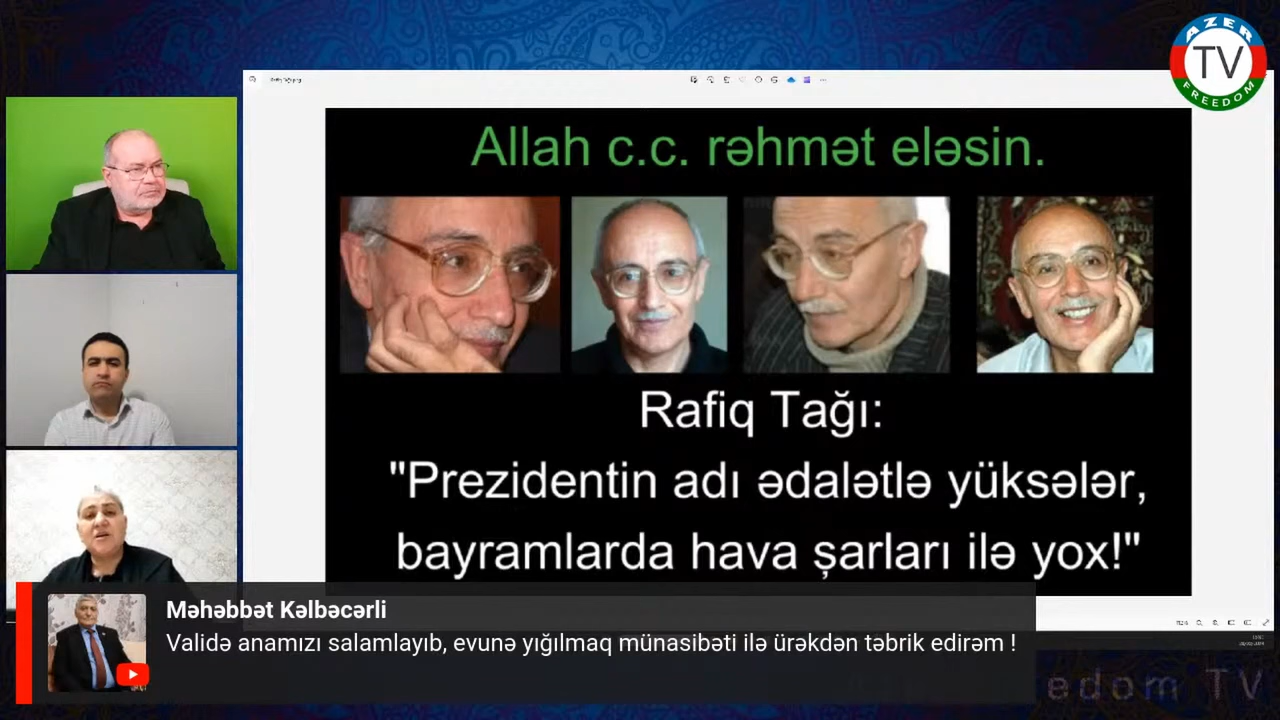 AZER
TV
FREEDOM
Allah c.c. rəhmət eləsin.
Rafiq Tağı:
"Prezidentin adı ədalətlə yüksələr,
bayramlarda hava şarları ilə yox!"
Məhəbbət Kəlbəcərli
Validə anamızı salamlayıb, evunə yığılmaq münasibəti ilə ürəkdən təbrik edirəm !
edom TV